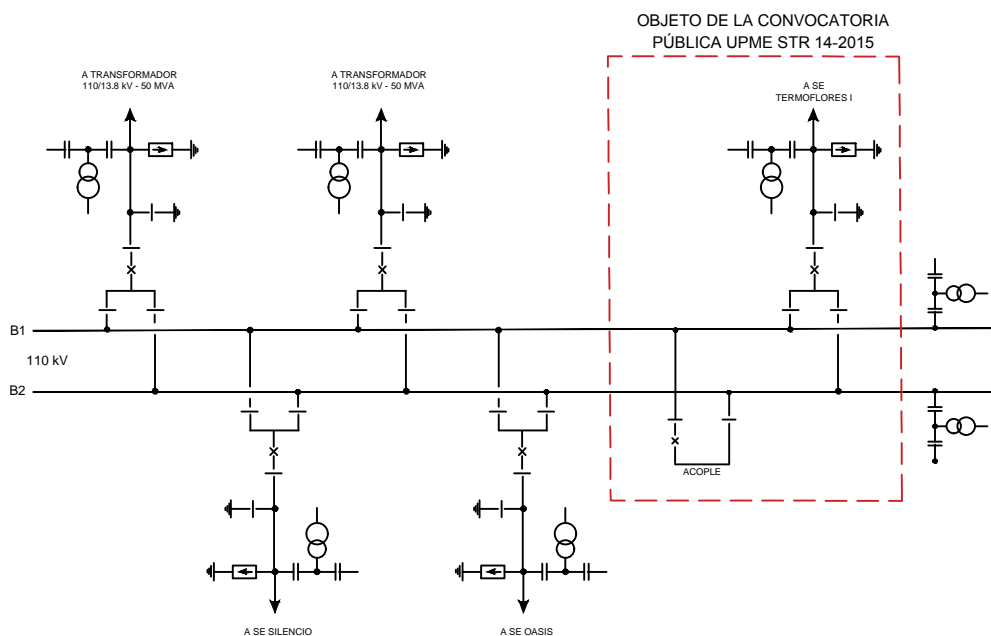 OBJETO DE LA CONVOCATORIA
PÚBLICA UPME STR 14-2015
A TRANSFORMADOR
110/13.8 kV - 50 MVA
A TRANSFORMADOR
110/13.8 kV - 50 MVA
A SE
TERMOFLORES I
B1
110 kV
B2
ACOPLE
A SE SILENCIO
A SE OASIS